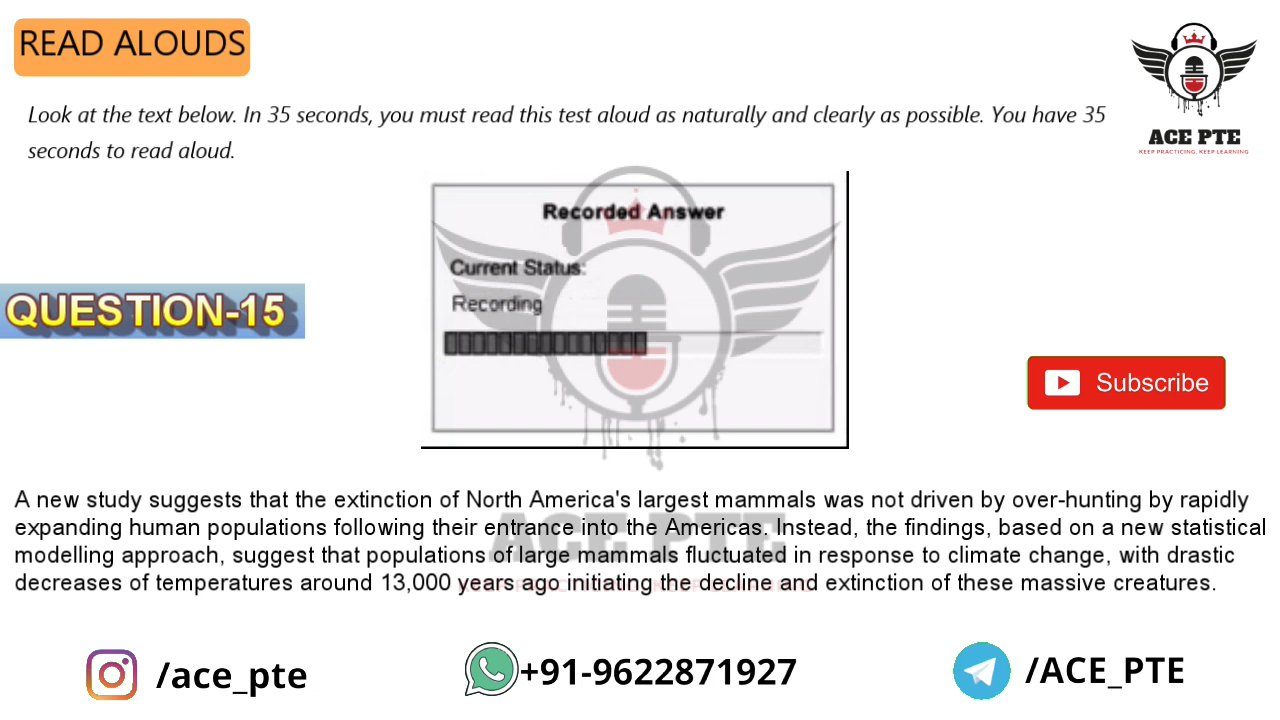 READ ALOUDS
Look at the text below. In 35 seconds, you must read this test aloud as naturally and clearly as possible. You have 35
seconds to read aloud.
ACE PTE
KEEP PRACTICING, KEEP LEARNING
Recorded Answer
Current Status:
Recording
QUESTION-15
Subscribe
A new study suggests that the extinction of North America's largest mammals was not driven by over-hunting by rapidly
expanding human populations following their entrance into the Americas. Instead, the findings, based on a new statistical
modelling approach, suggest that populations of large mammals fluctuated in response to climate change, with drastic
decreases of temperatures around 13,000 years ago initiating the decline and extinction of these massive creatures.
ACE PTE
KEEP PRACTICING, KEEP LEARNING
/ace_pte
+91-9622871927
/ACE_PTE